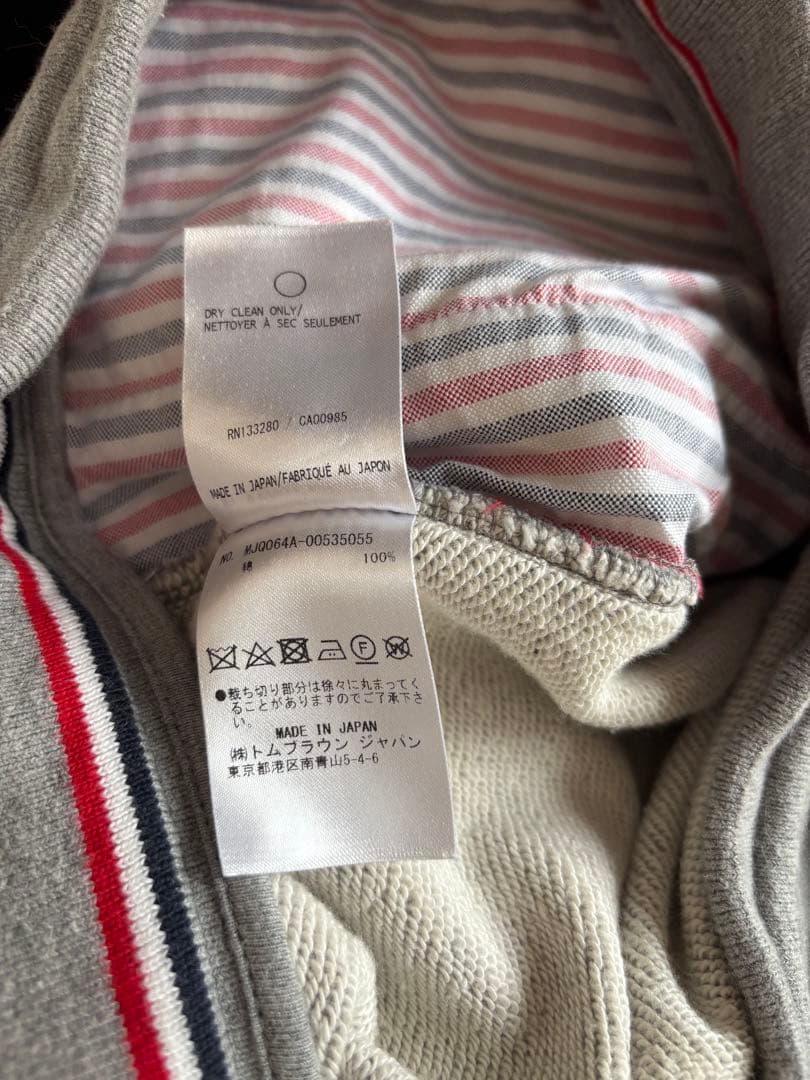 DRY CLEAN ONLY/
NETTOYER À SEC SEULEMENT
RN133280 / CA00985
MADE IN JAPAN/FABRIQUÉ AU JAPON
NO. MJQ064A-00535055
綿 100%
F
W
●裁ち切り部分は徐々に丸まってく
ることがありますのでご了承下さ
い。
MADE IN JAPAN
(株)トムブラウン ジャパン
東京都港区南青山5-4-6